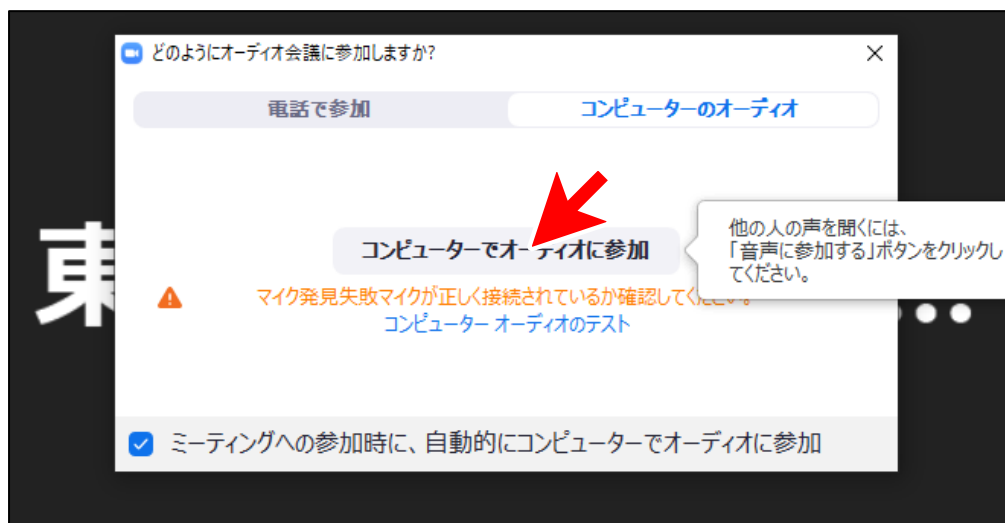 どのようにオーディオ会議に参加しますか?
電話で参加
コンピューターのオーディオ
コンピューターでオーディオに参加
他の人の声を聞くには、
「音声に参加する」ボタンをクリックし
てください。
マイク発見失敗マイクが正しく接続されているか確認してください。
コンピューター オーディオのテスト
東
...
ミーティングへの参加時に、自動的にコンピューターでオーディオに参加